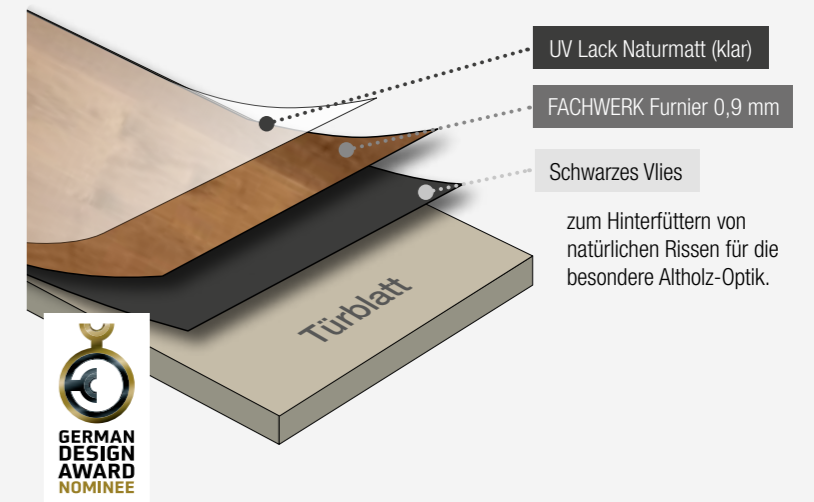 UV Lack Naturmatt (klar)
FACHWERK Furnier 0,9 mm
Schwarzes Vlies
zum Hinterfüttern von
natürlichen Rissen für die
besondere Altholz-Optik.
Türblatt
GERMAN
DESIGN
AWARD
NOMINEE